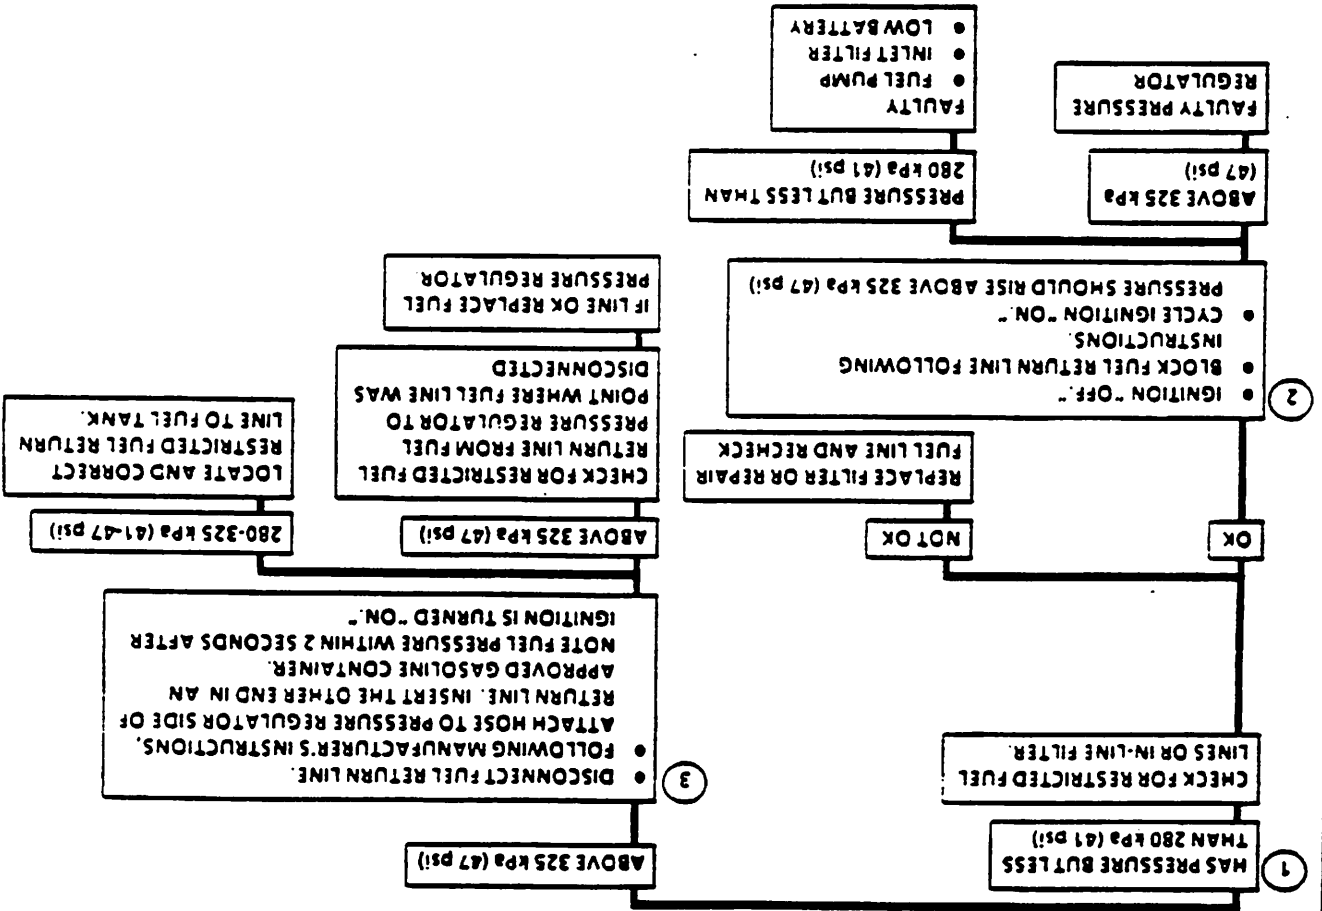 1
HAS PRESSURE BUT LESS
THAN 280 kPa (41 psi)
CHECK FOR RESTRICTED FUEL
LINES OR IN-LINE FILTER.
OK
NOT OK
REPLACE FILTER OR REPAIR
FUEL LINE AND RECHECK
2
• IGNITION "OFF."
• BLOCK FUEL RETURN LINE FOLLOWING
INSTRUCTIONS.
• CYCLE IGNITION "ON."
PRESSURE SHOULD RISE ABOVE 325 kPa (47 psi)
ABOVE 325 kPa
(47 psi)
FAULTY PRESSURE
REGULATOR
PRESSURE BUT LESS THAN
280 kPa (41 psi)
FAULTY
• FUEL PUMP
• INLET FILTER
• LOW BATTERY
ABOVE 325 kPa (47 psi)
3
• DISCONNECT FUEL RETURN LINE.
• FOLLOWING MANUFACTURER'S INSTRUCTIONS,
ATTACH HOSE TO PRESSURE REGULATOR SIDE OF
RETURN LINE. INSERT THE OTHER END IN AN
APPROVED GASOLINE CONTAINER.
NOTE FUEL PRESSURE WITHIN 2 SECONDS AFTER
IGNITION IS TURNED "ON."
ABOVE 325 kPa (47 psi)
CHECK FOR RESTRICTED FUEL
RETURN LINE FROM FUEL
PRESSURE REGULATOR TO
POINT WHERE FUEL LINE WAS
DISCONNECTED
IF LINE OK REPLACE FUEL
PRESSURE REGULATOR.
280-325 kPa (41-47 psi)
LOCATE AND CORRECT
RESTRICTED FUEL RETURN
LINE TO FUEL TANK.